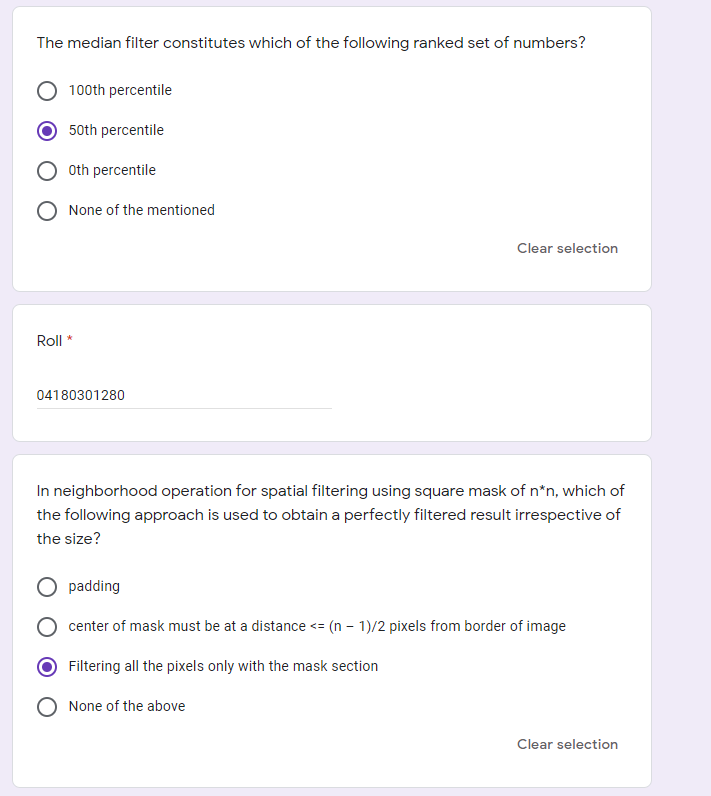 The median filter constitutes which of the following ranked set of numbers?
100th percentile
50th percentile
0th percentile
None of the mentioned
Clear selection
Roll *
04180301280
In neighborhood operation for spatial filtering using square mask of n*n, which of
the following approach is used to obtain a perfectly filtered result irrespective of
the size?
padding
center of mask must be at a distance <= (n – 1)/2 pixels from border of image
Filtering all the pixels only with the mask section
None of the above
Clear selection